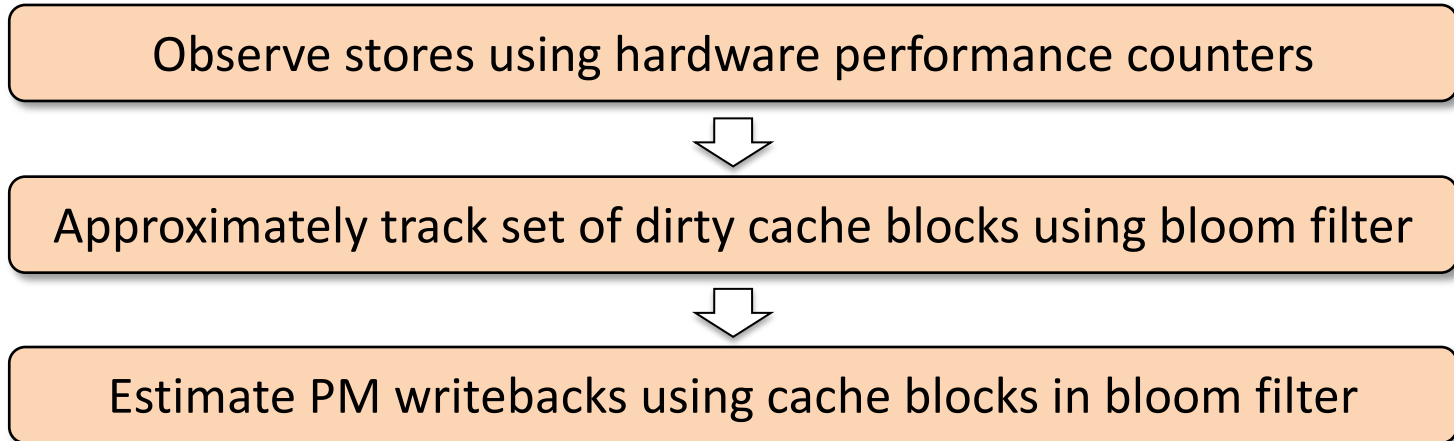 Observe stores using hardware performance counters
Approximately track set of dirty cache blocks using bloom filter
Estimate PM writebacks using cache blocks in bloom filter